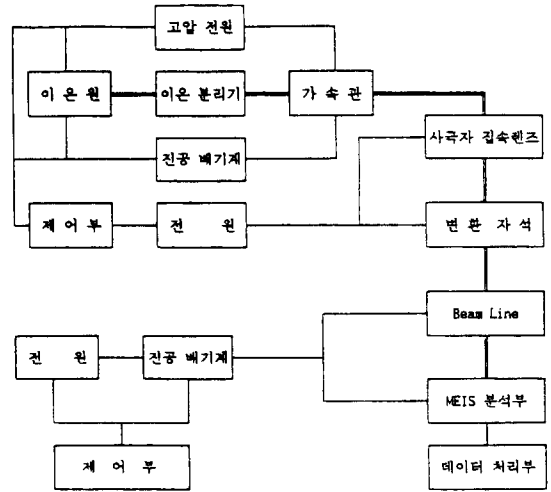 고압 전원
이온원
이온 분리기
가속관
사극자 집속렌즈
진공 배기계
제어부
전 원
변환 자석
Beam Line
전 원
진공 배기계
MEIS 분석부
제 어 부
데이터 처리부